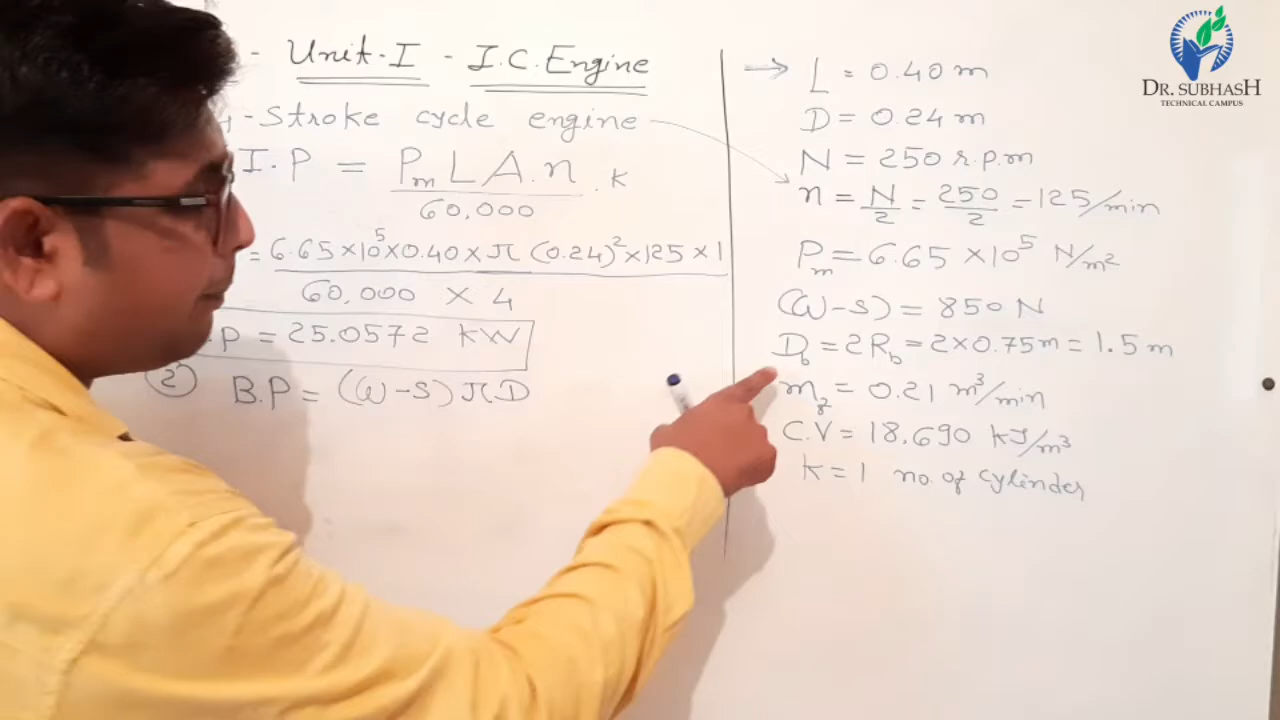 - Unit-I - I.C.Engine
4-Stroke cycle engine
I.P = PmLA.n / 60,000 . K
= 6.65×10⁵×0.40×π(0.24)²×125×1 / 60,000 × 4
.P = 25.0572 kW
② B.P = (W-S)πD
→ L = 0.40 m
D = 0.24 m
N = 250 r.p.m
n = N/2 = 250/2 = 125/min
Pm = 6.65 ×10⁵ N/m²
(W-S) = 850 N
Db = 2Rb = 2×0.75m = 1.5 m
mg = 0.21 m³/min
C.V = 18,690 kJ/m³
k = 1 no. of cylinder
DR. SUBHASH
TECHNICAL CAMPUS